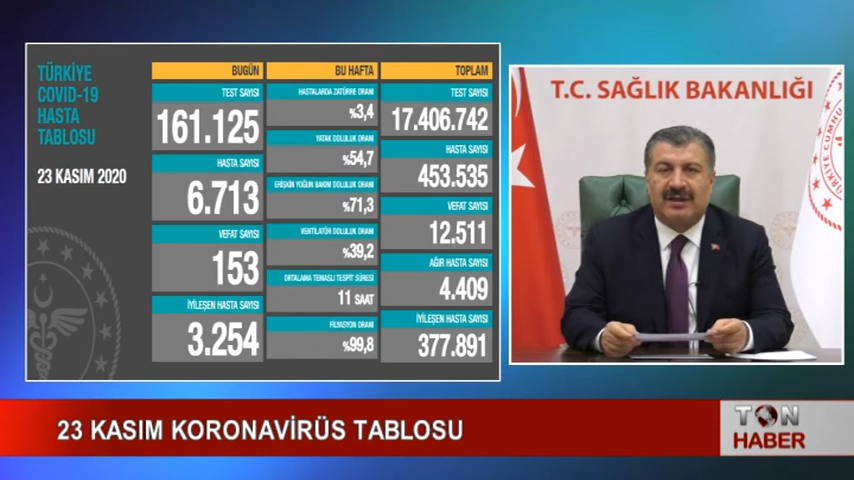 TÜRKİYE
COVID-19
HASTA
TABLOSU
23 KASIM 2020
BUGÜN
TEST SAYISI
161.125
HASTA SAYISI
6.713
VEFAT SAYISI
153
İYİLEŞEN HASTA SAYISI
3.254
BU HAFTA
HASTALARDA ZATÜRRE ORANI
%3,4
YATAK DOLULUK ORANI
%54,7
ERİŞKİN YOĞUN BAKIM DOLULUK ORANI
%71,3
VENTİLATÖR DOLULUK ORANI
%39,2
ORTALAMA TEMASLI TESPİT SÜRESİ
11 SAAT
FİLYASYON ORANI
%99,8
TOPLAM
TEST SAYISI
17.406.742
HASTA SAYISI
453.535
VEFAT SAYISI
12.511
AĞIR HASTA SAYISI
4.409
İYİLEŞEN HASTA SAYISI
377.891
T.C. SAĞLIK BAKANLIĞI
23 KASIM KORONAVİRÜS TABLOSU
TON
HABER